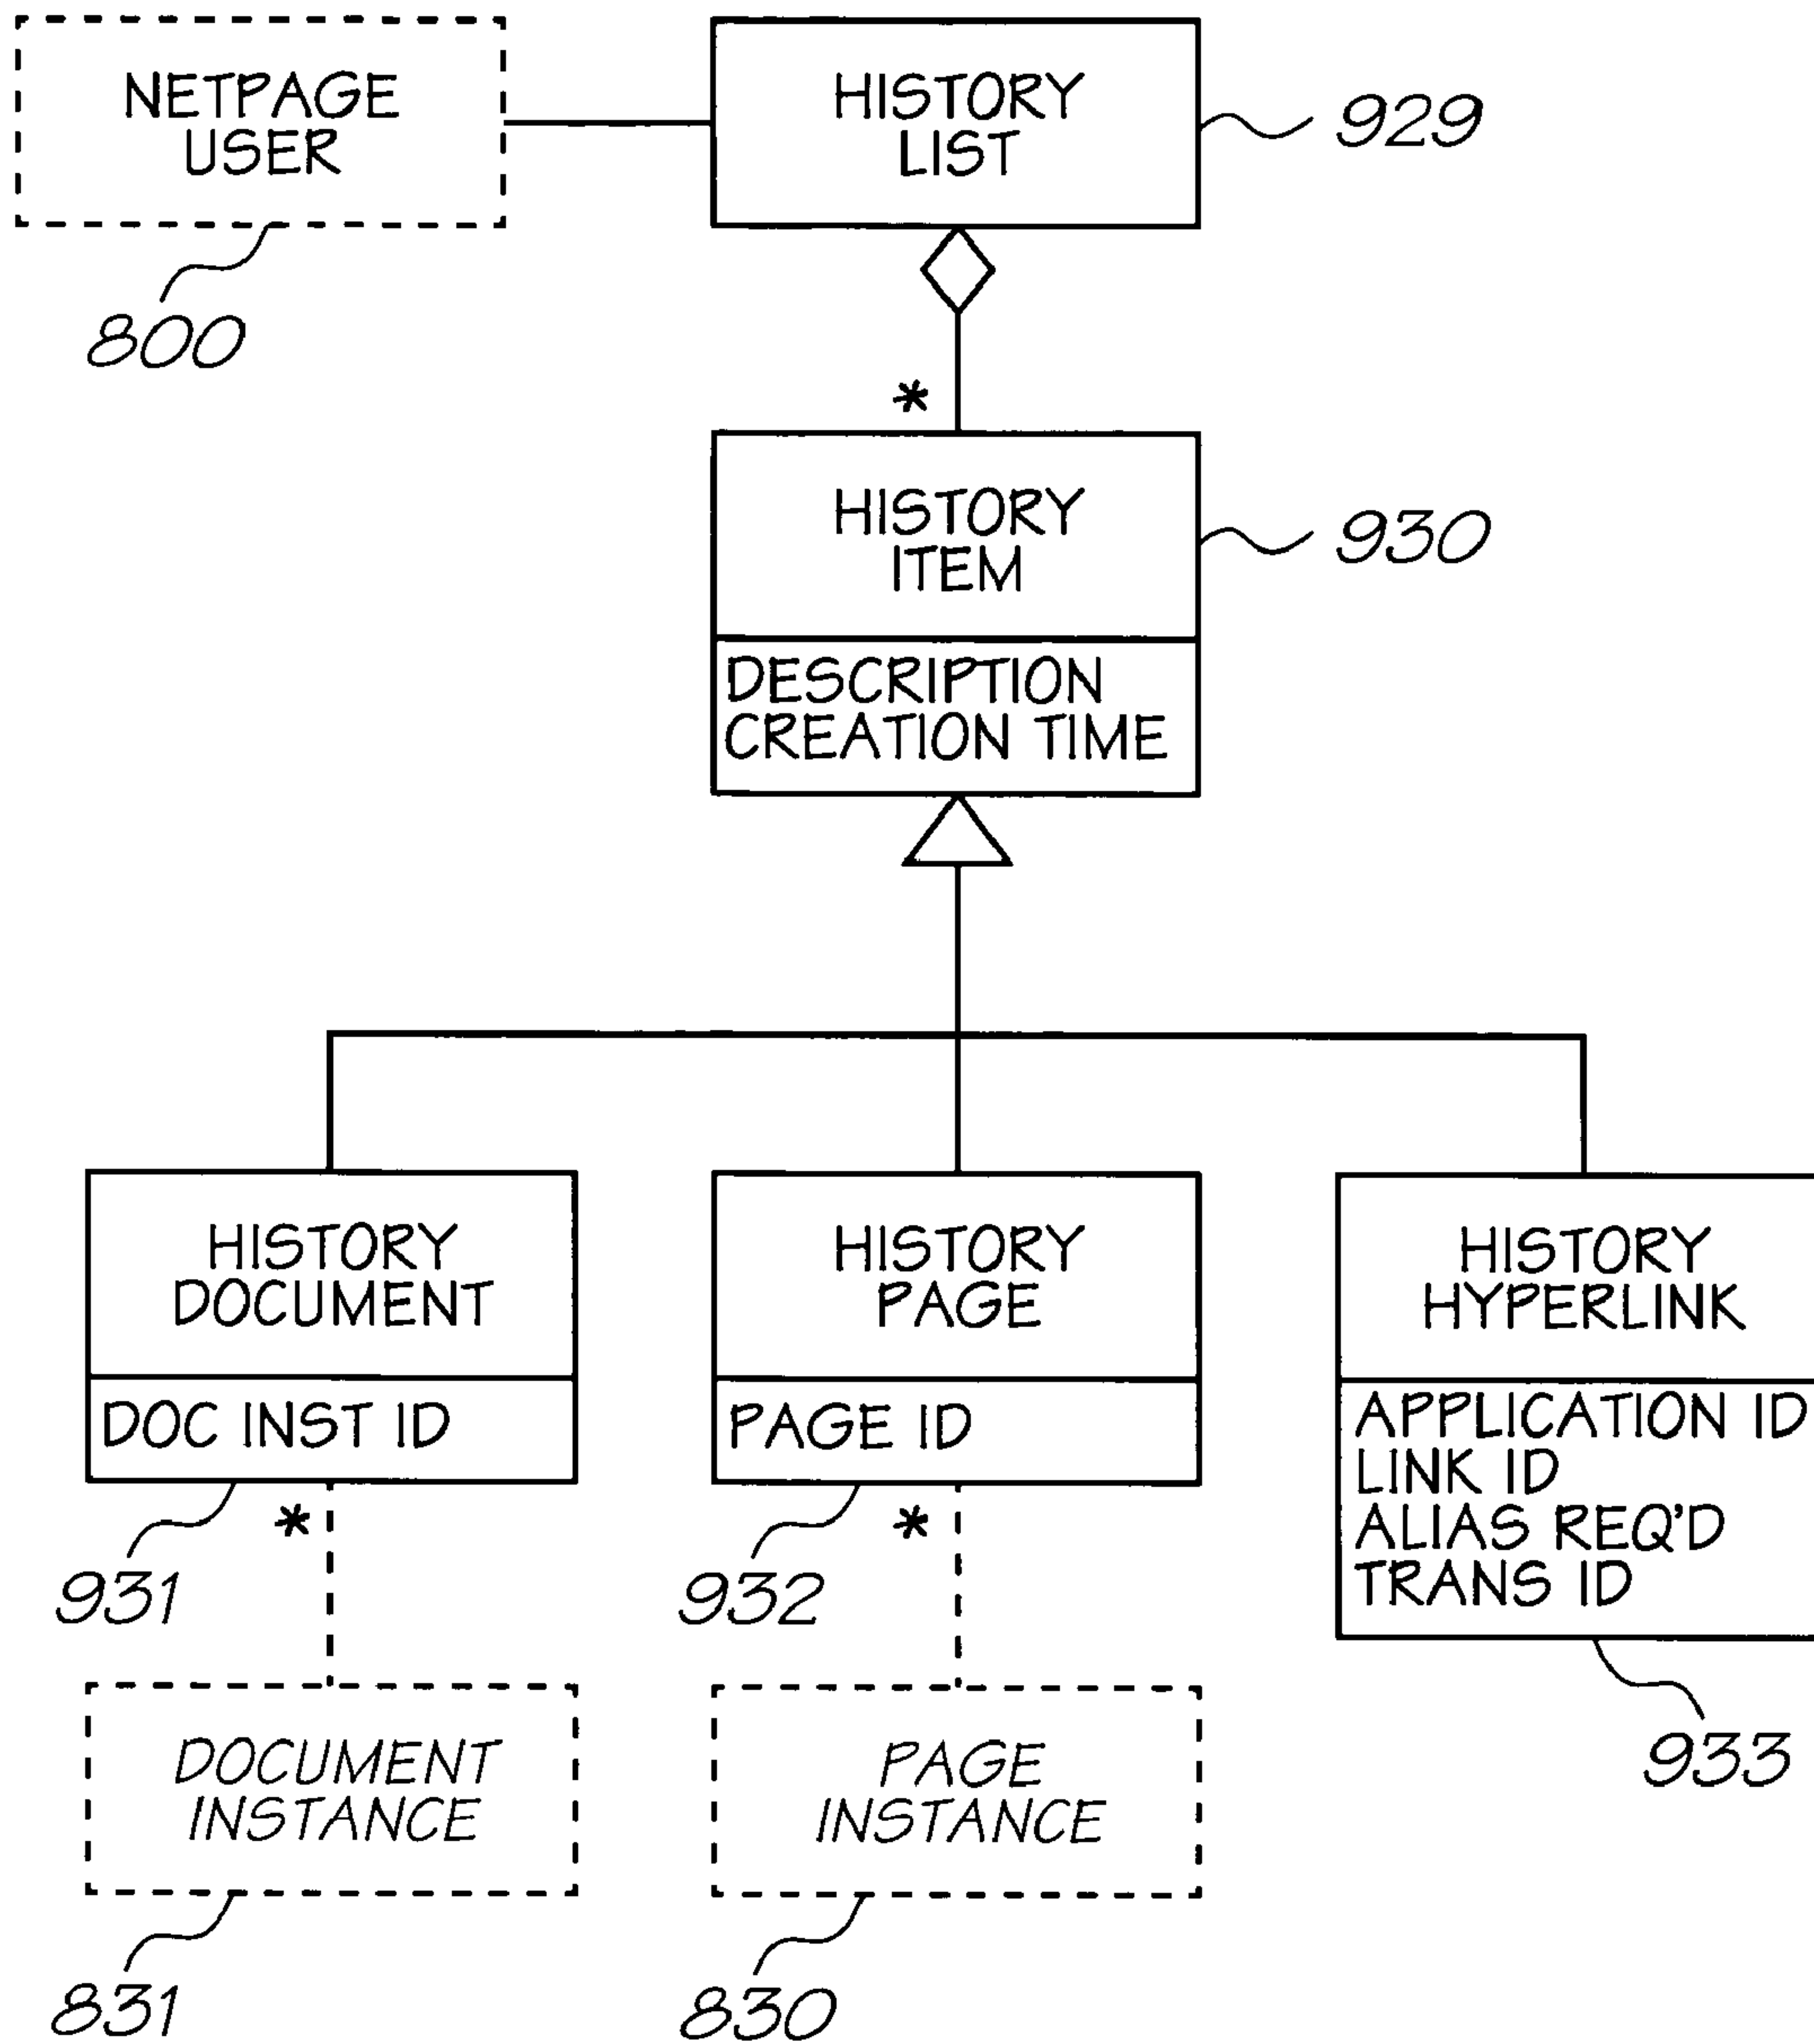 NETPAGE
USER
800
HISTORY
LIST
929
*
HISTORY
ITEM
930
DESCRIPTION
CREATION TIME
HISTORY
DOCUMENT
DOC INST ID
*
931
HISTORY
PAGE
PAGE ID
*
932
HISTORY
HYPERLINK
APPLICATION ID
LINK ID
ALIAS REQ'D
TRANS ID
933
DOCUMENT
INSTANCE
831
PAGE
INSTANCE
830